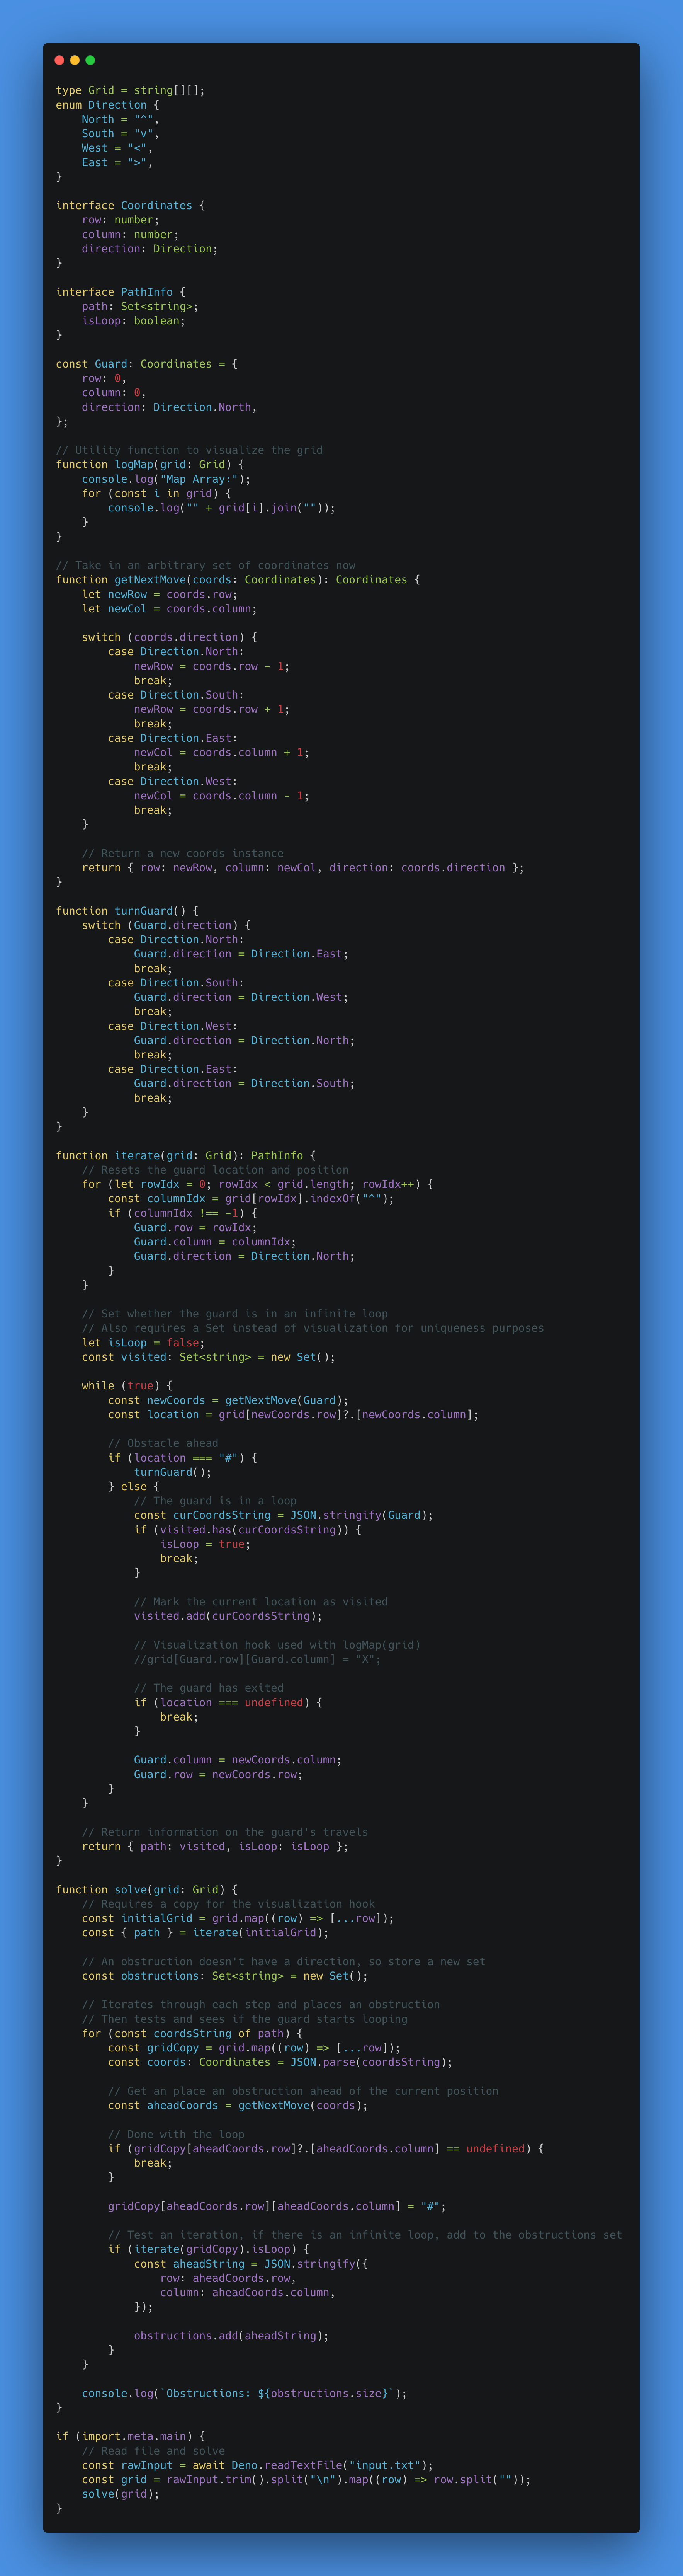 type Grid = string[][];
enum Direction {
    North = "^",
    South = "v",
    West = "<",
    East = ">",
}

interface Coordinates {
    row: number;
    column: number;
    direction: Direction;
}

interface PathInfo {
    path: Set<string>;
    isLoop: boolean;
}

const Guard: Coordinates = {
    row: 0,
    column: 0,
    direction: Direction.North,
};

// Utility function to visualize the grid
function logMap(grid: Grid) {
    console.log("Map Array:");
    for (const i in grid) {
        console.log("" + grid[i].join(""));
    }
}

// Take in an arbitrary set of coordinates now
function getNextMove(coords: Coordinates): Coordinates {
    let newRow = coords.row;
    let newCol = coords.column;

    switch (coords.direction) {
        case Direction.North:
            newRow = coords.row - 1;
            break;
        case Direction.South:
            newRow = coords.row + 1;
            break;
        case Direction.East:
            newCol = coords.column + 1;
            break;
        case Direction.West:
            newCol = coords.column - 1;
            break;
    }

    // Return a new coords instance
    return { row: newRow, column: newCol, direction: coords.direction };
}

function turnGuard() {
    switch (Guard.direction) {
        case Direction.North:
            Guard.direction = Direction.East;
            break;
        case Direction.South:
            Guard.direction = Direction.West;
            break;
        case Direction.West:
            Guard.direction = Direction.North;
            break;
        case Direction.East:
            Guard.direction = Direction.South;
            break;
    }
}

function iterate(grid: Grid): PathInfo {
    // Resets the guard location and position
    for (let rowIdx = 0; rowIdx < grid.length; rowIdx++) {
        const columnIdx = grid[rowIdx].indexOf("^");
        if (columnIdx !== -1) {
            Guard.row = rowIdx;
            Guard.column = columnIdx;
            Guard.direction = Direction.North;
        }
    }

    // Set whether the guard is in an infinite loop
    // Also requires a Set instead of visualization for uniqueness purposes
    let isLoop = false;
    const visited: Set<string> = new Set();

    while (true) {
        const newCoords = getNextMove(Guard);
        const location = grid[newCoords.row]?.[newCoords.column];

        // Obstacle ahead
        if (location === "#") {
            turnGuard();
        } else {
            // The guard is in a loop
            const curCoordsString = JSON.stringify(Guard);
            if (visited.has(curCoordsString)) {
                isLoop = true;
                break;
            }

            // Mark the current location as visited
            visited.add(curCoordsString);

            // Visualization hook used with logMap(grid)
            //grid[Guard.row][Guard.column] = "X";

            // The guard has exited
            if (location === undefined) {
                break;
            }

            Guard.column = newCoords.column;
            Guard.row = newCoords.row;
        }
    }

    // Return information on the guard's travels
    return { path: visited, isLoop: isLoop };
}

function solve(grid: Grid) {
    // Requires a copy for the visualization hook
    const initialGrid = grid.map((row) => [...row]);
    const { path } = iterate(initialGrid);

    // An obstruction doesn't have a direction, so store a new set
    const obstructions: Set<string> = new Set();

    // Iterates through each step and places an obstruction
    // Then tests and sees if the guard starts looping
    for (const coordsString of path) {
        const gridCopy = grid.map((row) => [...row]);
        const coords: Coordinates = JSON.parse(coordsString);

        // Get an place an obstruction ahead of the current position
        const aheadCoords = getNextMove(coords);

        // Done with the loop
        if (gridCopy[aheadCoords.row]?.[aheadCoords.column] == undefined) {
            break;
        }

        gridCopy[aheadCoords.row][aheadCoords.column] = "#";

        // Test an iteration, if there is an infinite loop, add to the obstructions set
        if (iterate(gridCopy).isLoop) {
            const aheadString = JSON.stringify({
                row: aheadCoords.row,
                column: aheadCoords.column,
            });

            obstructions.add(aheadString);
        }
    }

    console.log(`Obstructions: ${obstructions.size}`);
}

if (import.meta.main) {
    // Read file and solve
    const rawInput = await Deno.readTextFile("input.txt");
    const grid = rawInput.trim().split("\n").map((row) => row.split(""));
    solve(grid);
}